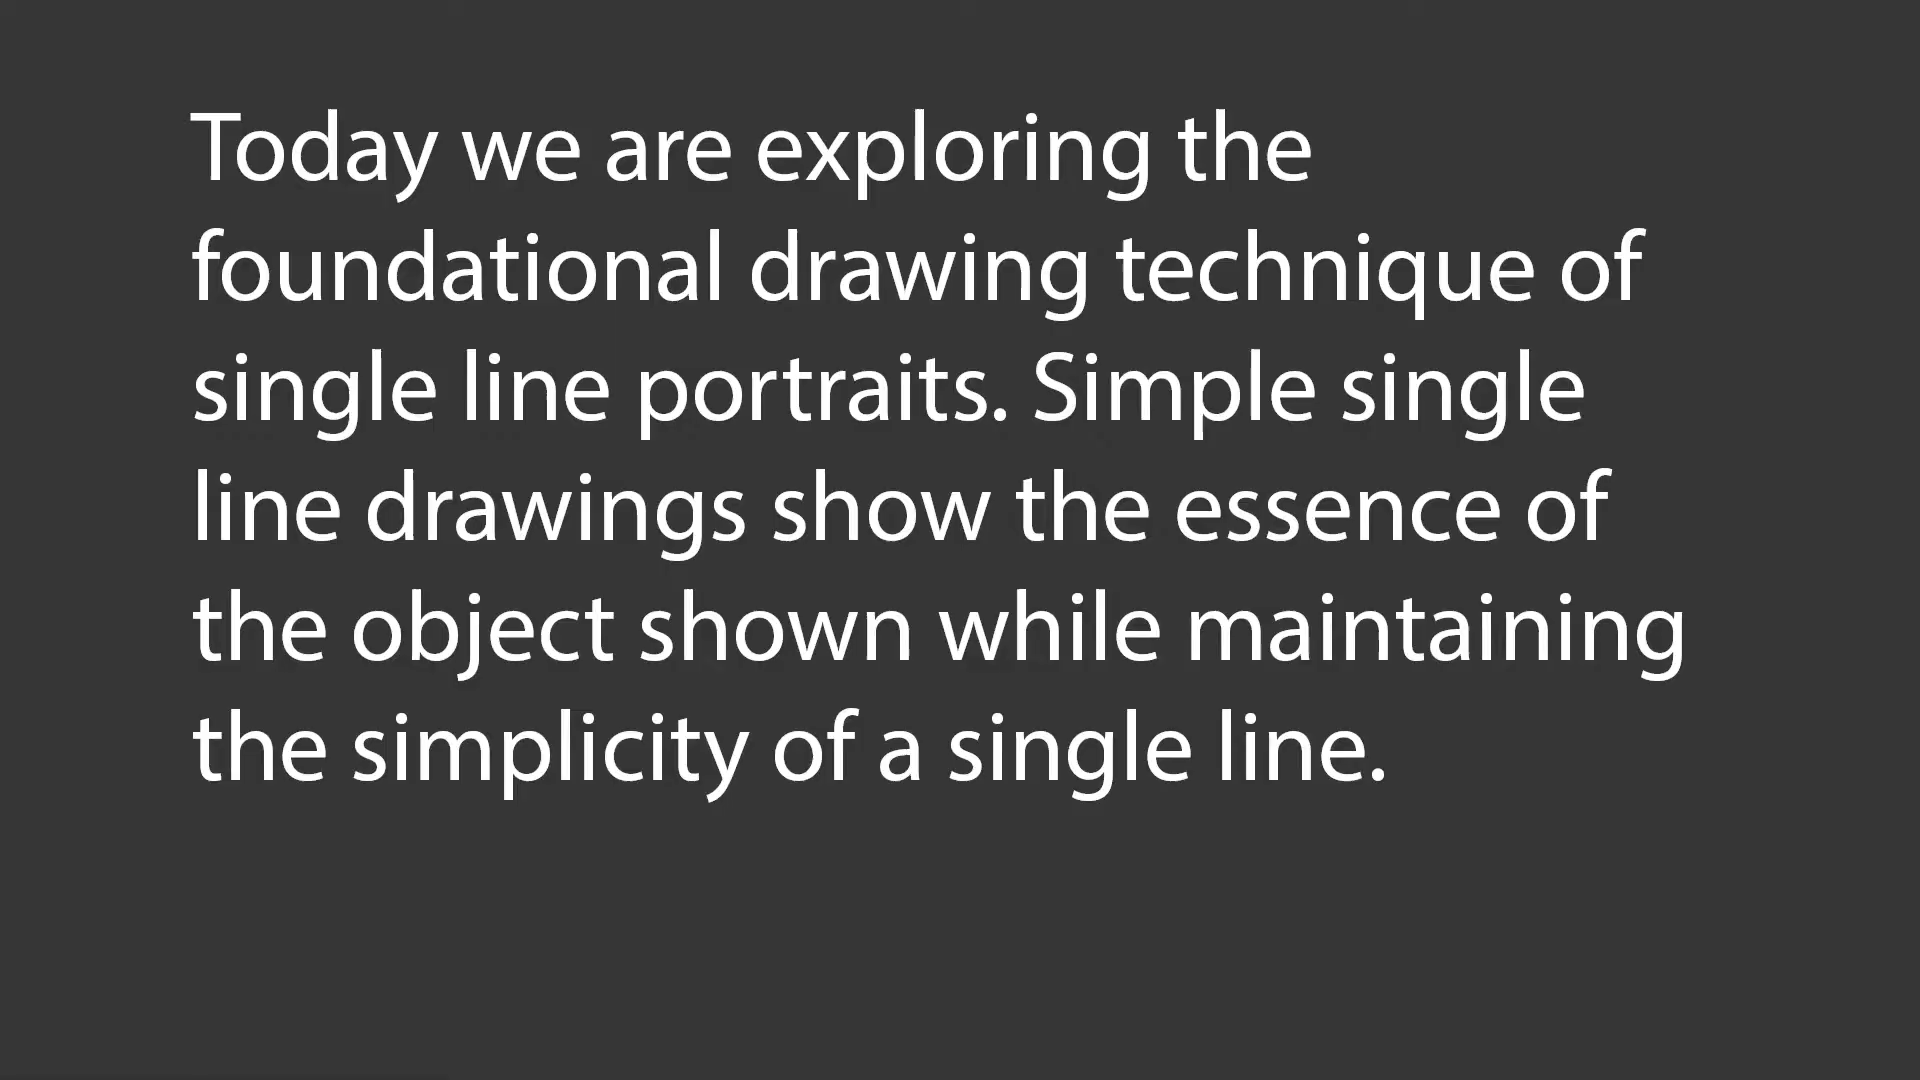 Today we are exploring the
foundational drawing technique of
single line portraits. Simple single
line drawings show the essence of
the object shown while maintaining
the simplicity of a single line.